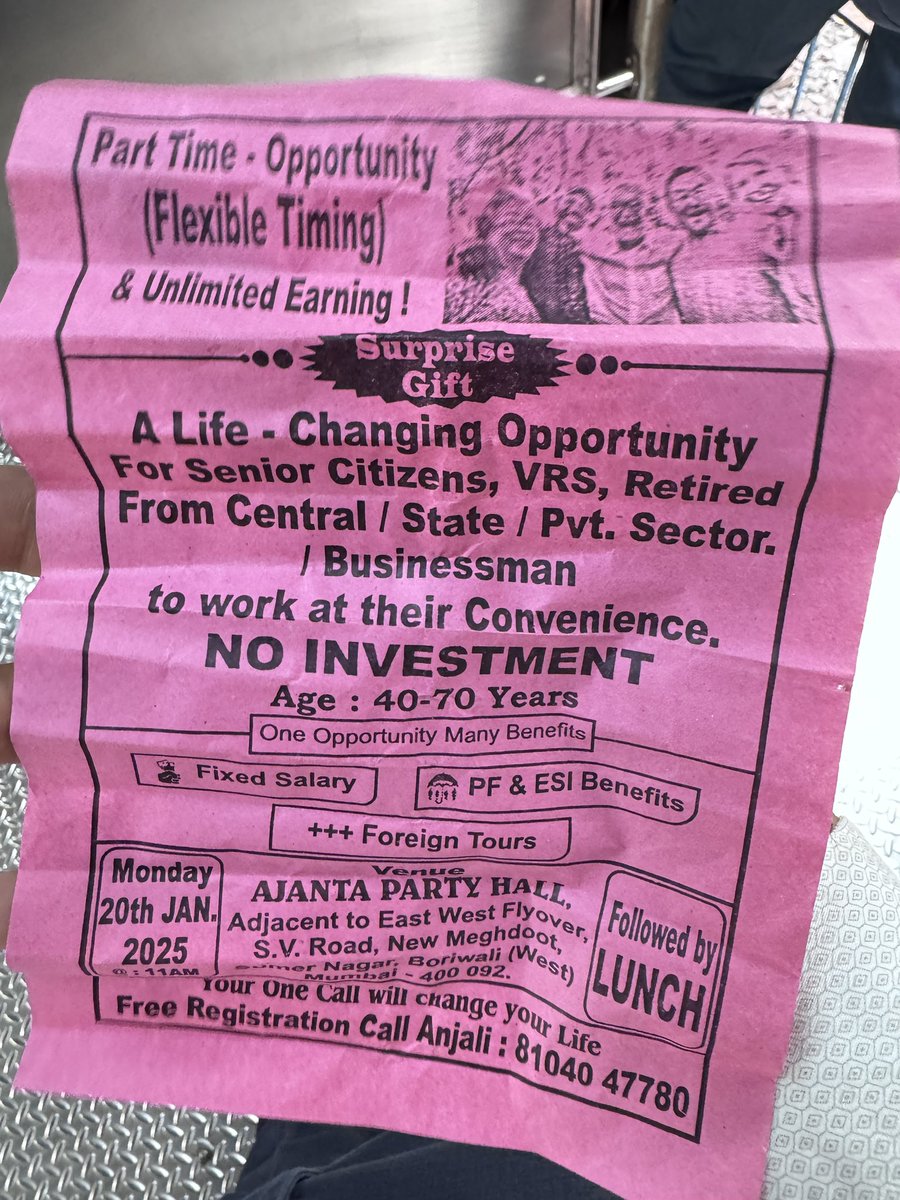 Part Time - Opportunity
(Flexible Timing)
& Unlimited Earning !
Surprise
Gift
A Life - Changing Opportunity
For Senior Citizens, VRS, Retired
From Central / State / Pvt. Sector.
/ Businessman
to work at their Convenience.
NO INVESTMENT
Age : 40-70 Years
One Opportunity Many Benefits
Fixed Salary
PF & ESI Benefits
+++ Foreign Tours
Monday
20th JAN.
2025
@ : 11AM
Venue
AJANTA PARTY HALL,
Adjacent to East West Flyover,
S.V. Road, New Meghdoot,
Nagar, Boriwali (West)
Mumbai - 400 092.
Followed by
LUNCH
Your One Call will change your Life
Free Registration Call Anjali : 81040 47780